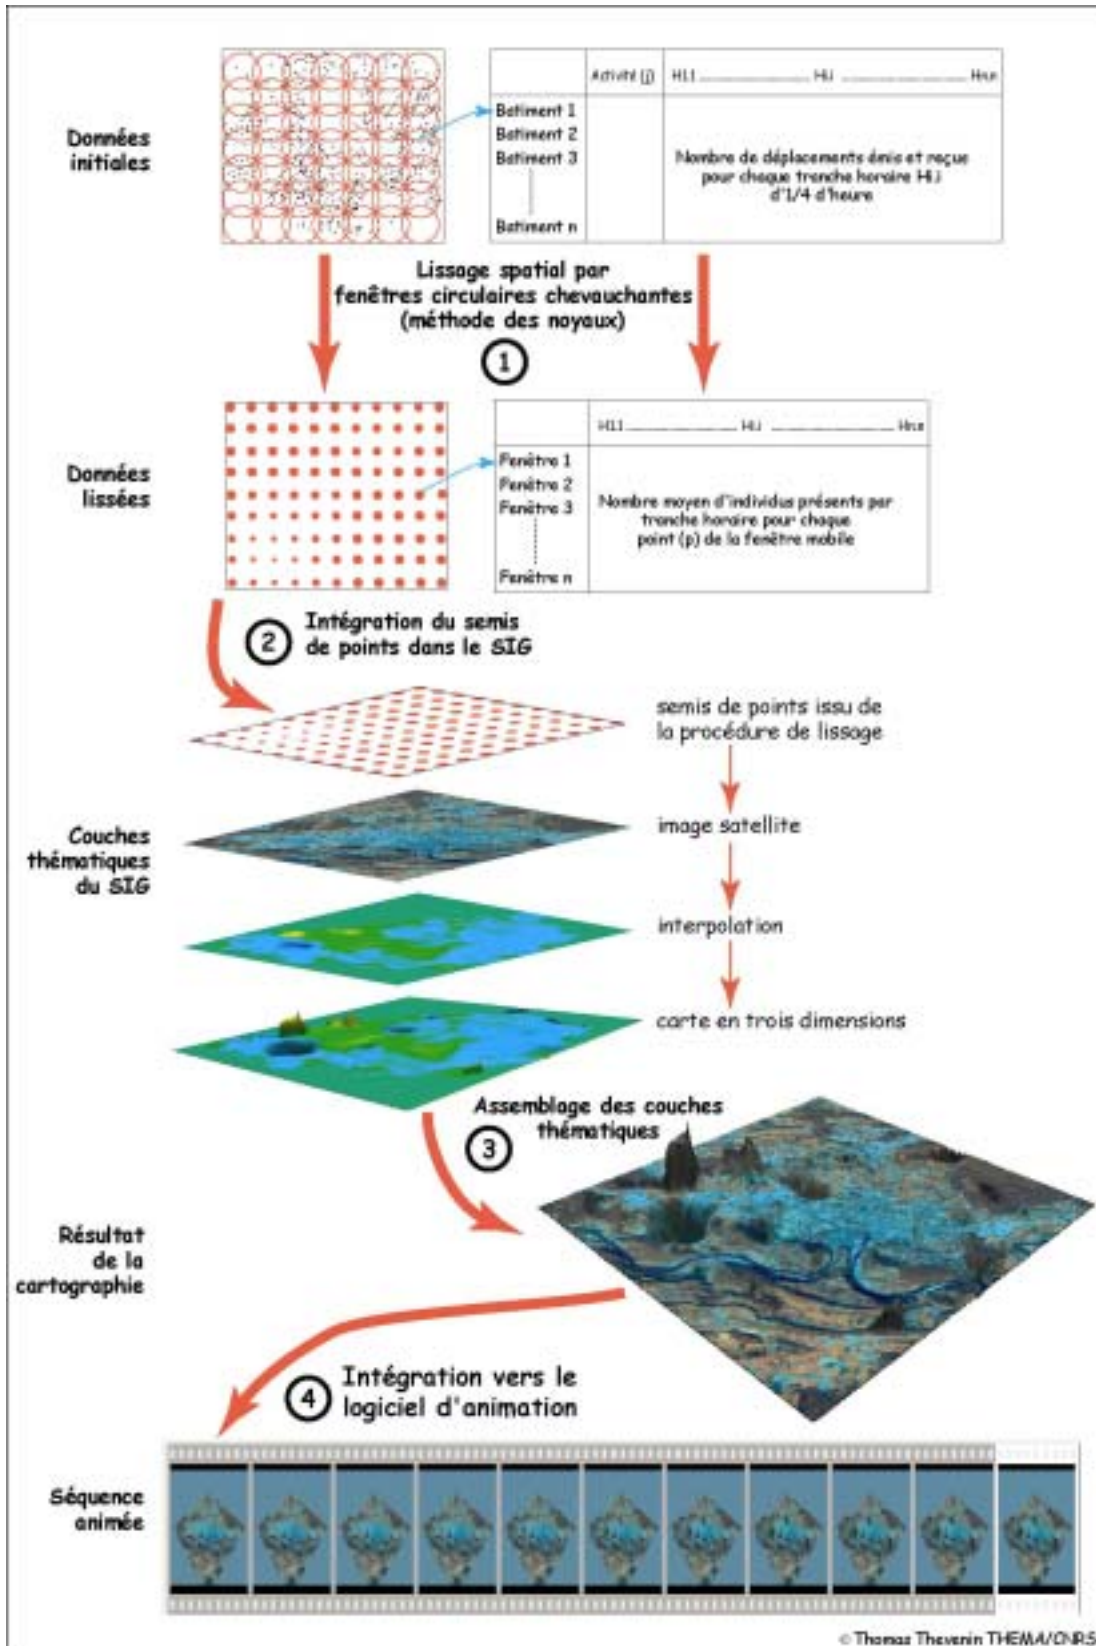 Données
initiales
Activité (j)
H1.1 ........ Hi.j ........ Hn.n
Batiment 1
Batiment 2
Batiment 3
Batiment n
Nombre de déplacements émis et reçus
pour chaque tranche horaire Hi.j
d'1/4 d'heure
Lissage spatial par
fenêtres circulaires chevauchantes
(méthode des noyaux)
1
Données
lissées
H1.1 ........ Hi.j ........ Hn.n
Fenêtre 1
Fenêtre 2
Fenêtre 3
Fenêtre n
Nombre moyen d'individus présents par
tranche horaire pour chaque
point (p) de la fenêtre mobile
2
Intégration du semis
de points dans le SIG
semis de points issu de
la procédure de lissage
image satellite
Couches
thématiques
du SIG
interpolation
carte en trois dimensions
Assemblage des couches
thématiques
3
Résultat
de la
cartographie
4
Intégration vers le
logiciel d'animation
Séquence
animée
© Thomas Thevenin THEMA/CNRS